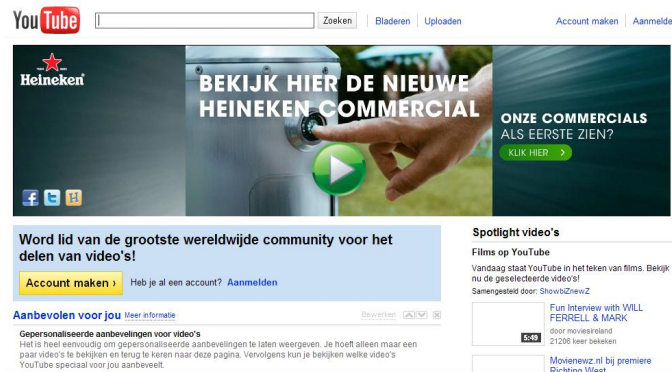 YouTube
Zoeken
Bladeren
Uploaden
Account maken
Aanmelde
Heineken
BEKIJK HIER DE NIEUWE
HEINEKEN COMMERCIAL
ONZE COMMERCIALS
ALS EERSTE ZIEN?
KLIK HIER >
Word lid van de grootste wereldwijde community voor het
delen van video's!
Account maken ›
Heb je al een account? Aanmelden
Aanbevolen voor jou Meer informatie
Bewerken
Gepersonaliseerde aanbevelingen voor video's
Het is heel eenvoudig om gepersonaliseerde aanbevelingen te laten weergeven. Je hoeft alleen maar een
paar video's te bekijken en terug te keren naar deze pagina. Vervolgens kun je bekijken welke video's
YouTube speciaal voor jou aanbeveelt.
Spotlight video's
Films op YouTube
Vandaag staat YouTube in het teken van films. Bekijk
nu de geselecteerde video's!
Samengesteld door: ShowbiZnewZ
Fun Interview with WILL
FERRELL & MARK
door moviesireland
21206 keer bekeken
5:49
Movienewz.nl bij premiere
Richting West